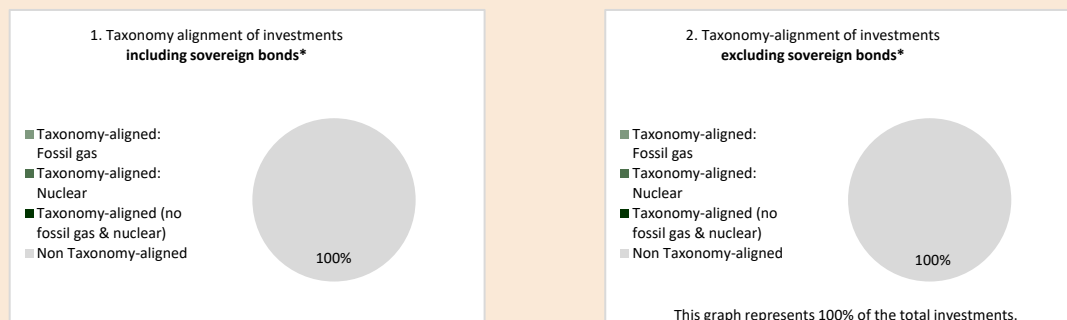 1. Taxonomy alignment of investments
including sovereign bonds*
Taxonomy-aligned:
Fossil gas
Taxonomy-aligned:
Nuclear
Taxonomy-aligned (no
fossil gas & nuclear)
Non Taxonomy-aligned
100%
2. Taxonomy-alignment of investments
excluding sovereign bonds*
Taxonomy-aligned:
Fossil gas
Taxonomy-aligned:
Nuclear
Taxonomy-aligned (no
fossil gas & nuclear)
Non Taxonomy-aligned
100%
This graph represents 100% of the total investments.